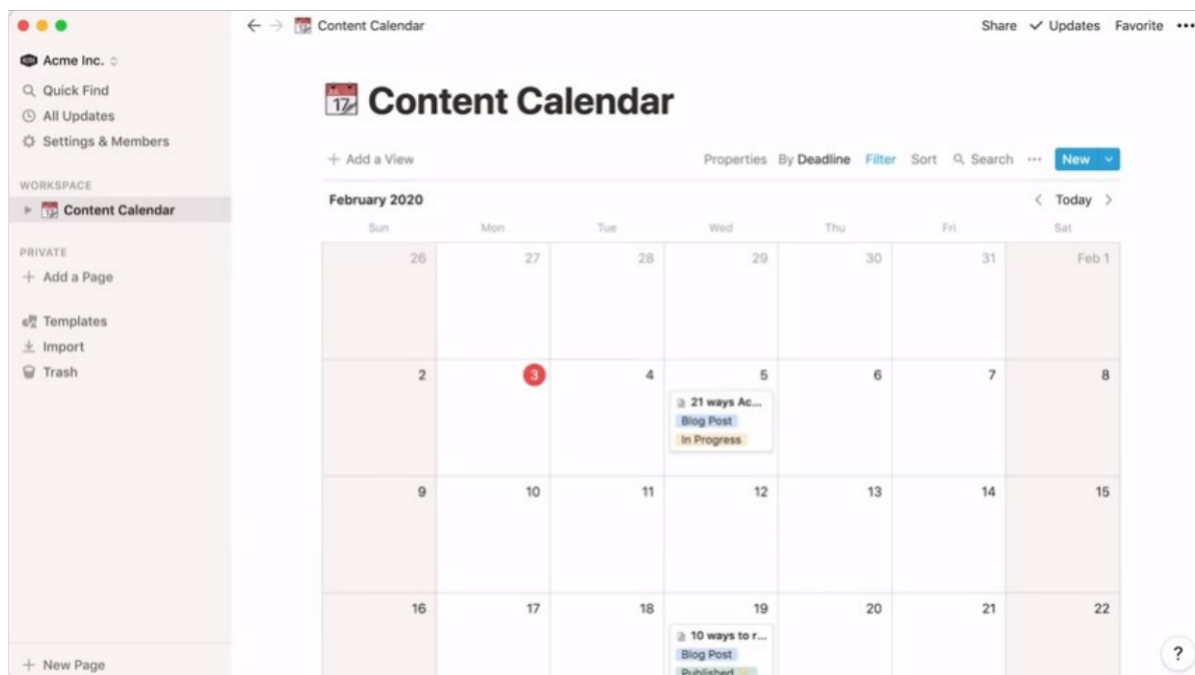 Content Calendar
Share ✓ Updates Favorite •••
Acme Inc.
Quick Find
All Updates
Settings & Members
WORKSPACE
Content Calendar
PRIVATE
+ Add a Page
Templates
Import
Trash
+ New Page
17 Content Calendar
+ Add a View
Properties By Deadline Filter Sort Search ••• New
February 2020
< Today >
Sun Mon Tue Wed Thu Fri Sat
26 27 28 29 30 31 Feb 1
2 3 4 5 6 7 8
21 ways Ac...
Blog Post
In Progress
9 10 11 12 13 14 15
16 17 18 19 20 21 22
10 ways to r...
Blog Post
Published
?